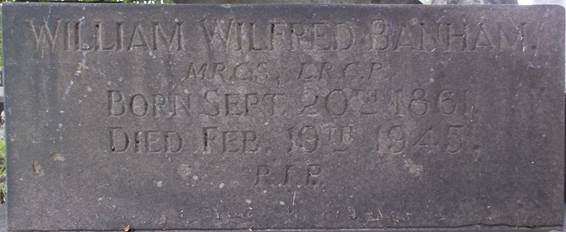 WILLIAM WILFRED BANHAM.
M.R.C.S., L.R.C.P.
BORN SEPT. 20TH 1861.
DIED FEB. 19TH 1945.
R.I.P.